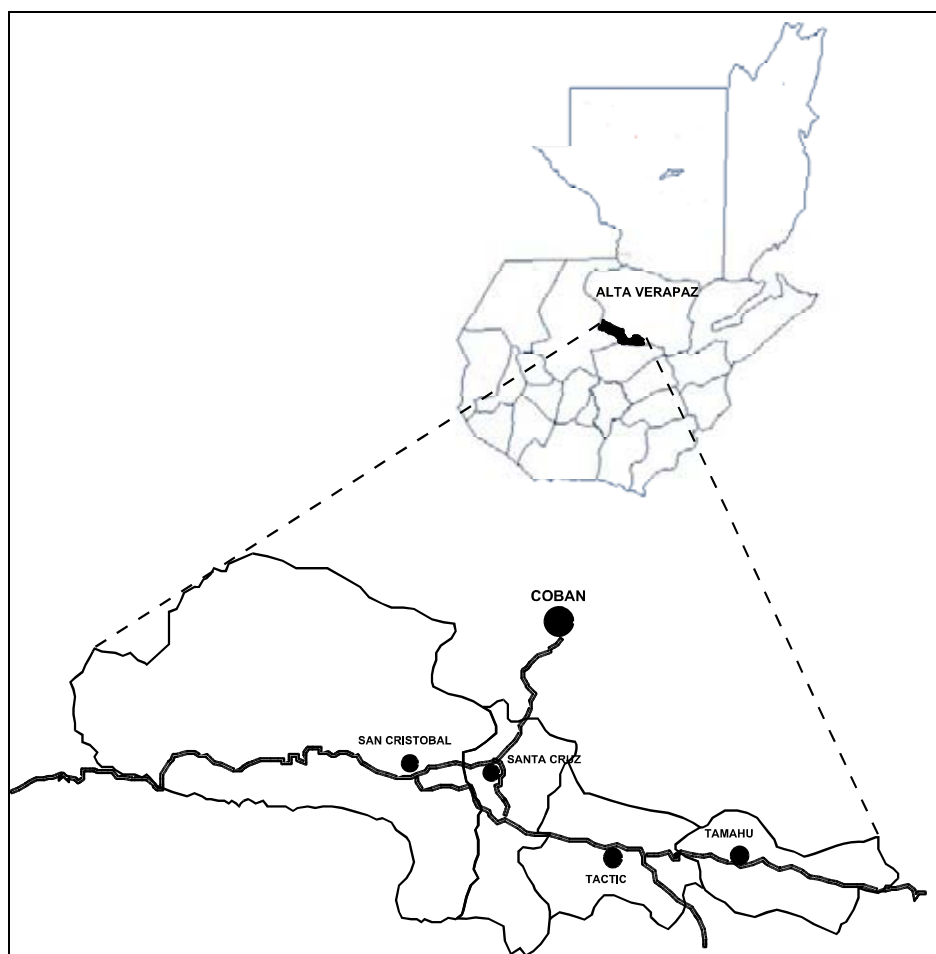 ALTA VERAPAZ
COBAN
SAN CRISTOBAL
SANTA CRUZ
TAMAHU
TACTIC